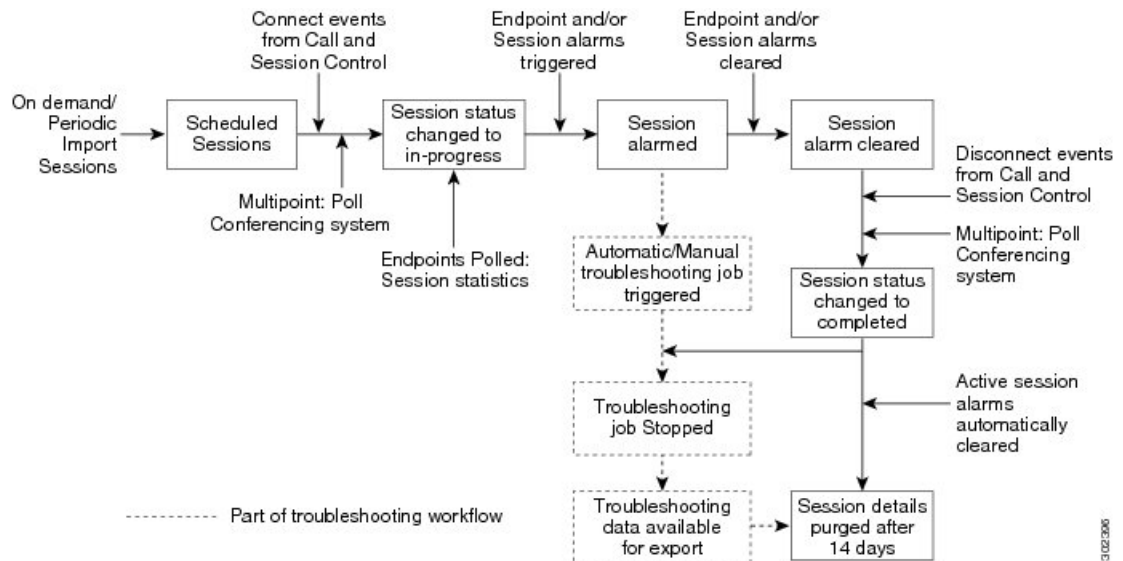 Connect events
from Call and
Session Control
Endpoint and/or
Session alarms
triggered
Endpoint and/or
Session alarms
cleared
On demand/
Periodic
Import
Sessions
Scheduled
Sessions
Session status
changed to
in-progress
Session
alarmed
Session
alarm cleared
Multipoint: Poll
Conferencing system
Endpoints Polled:
Session statistics
Disconnect events
from Call and
Session Control
Multipoint: Poll
Conferencing
system
Automatic/Manual
troubleshooting job
triggered
Session status
changed to
completed
Troubleshooting
job Stopped
Active session
alarms
automatically
cleared
Part of troubleshooting workflow
Troubleshooting
data available
for export
Session details
purged after
14 days
302396